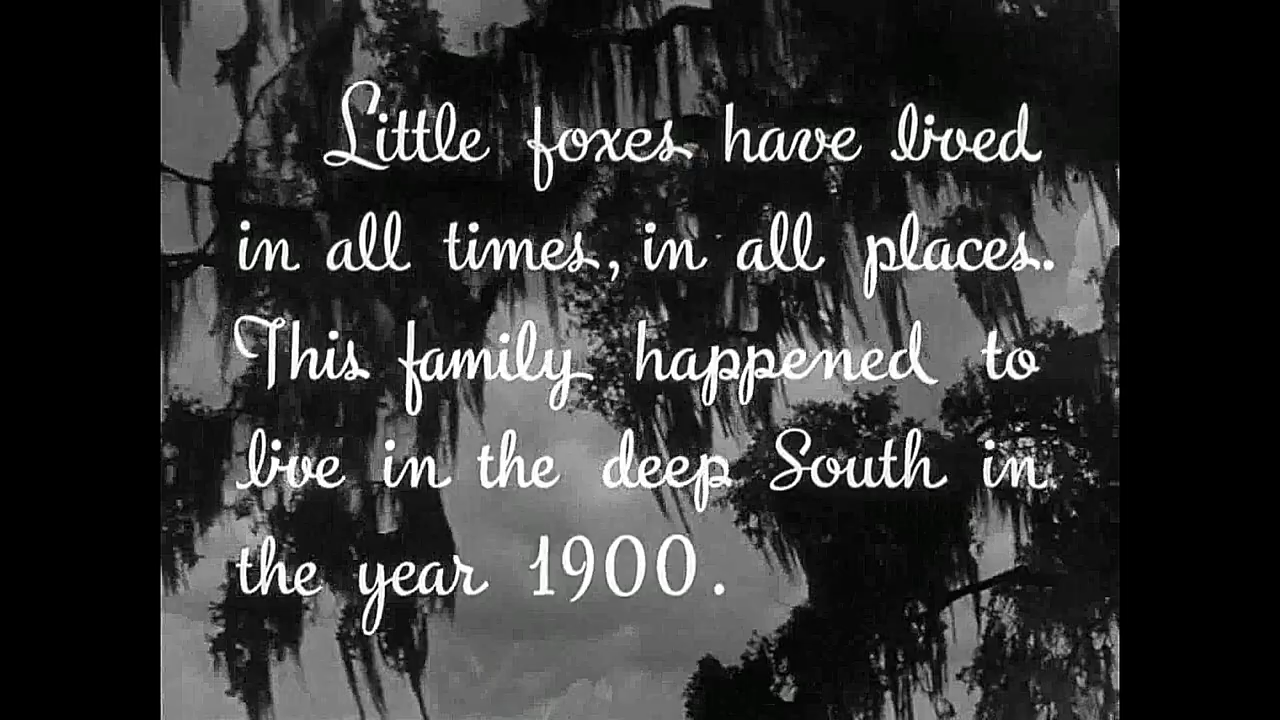 Little foxes have lived
in all times, in all places.
This family happened to
live in the deep South in
the year 1900.